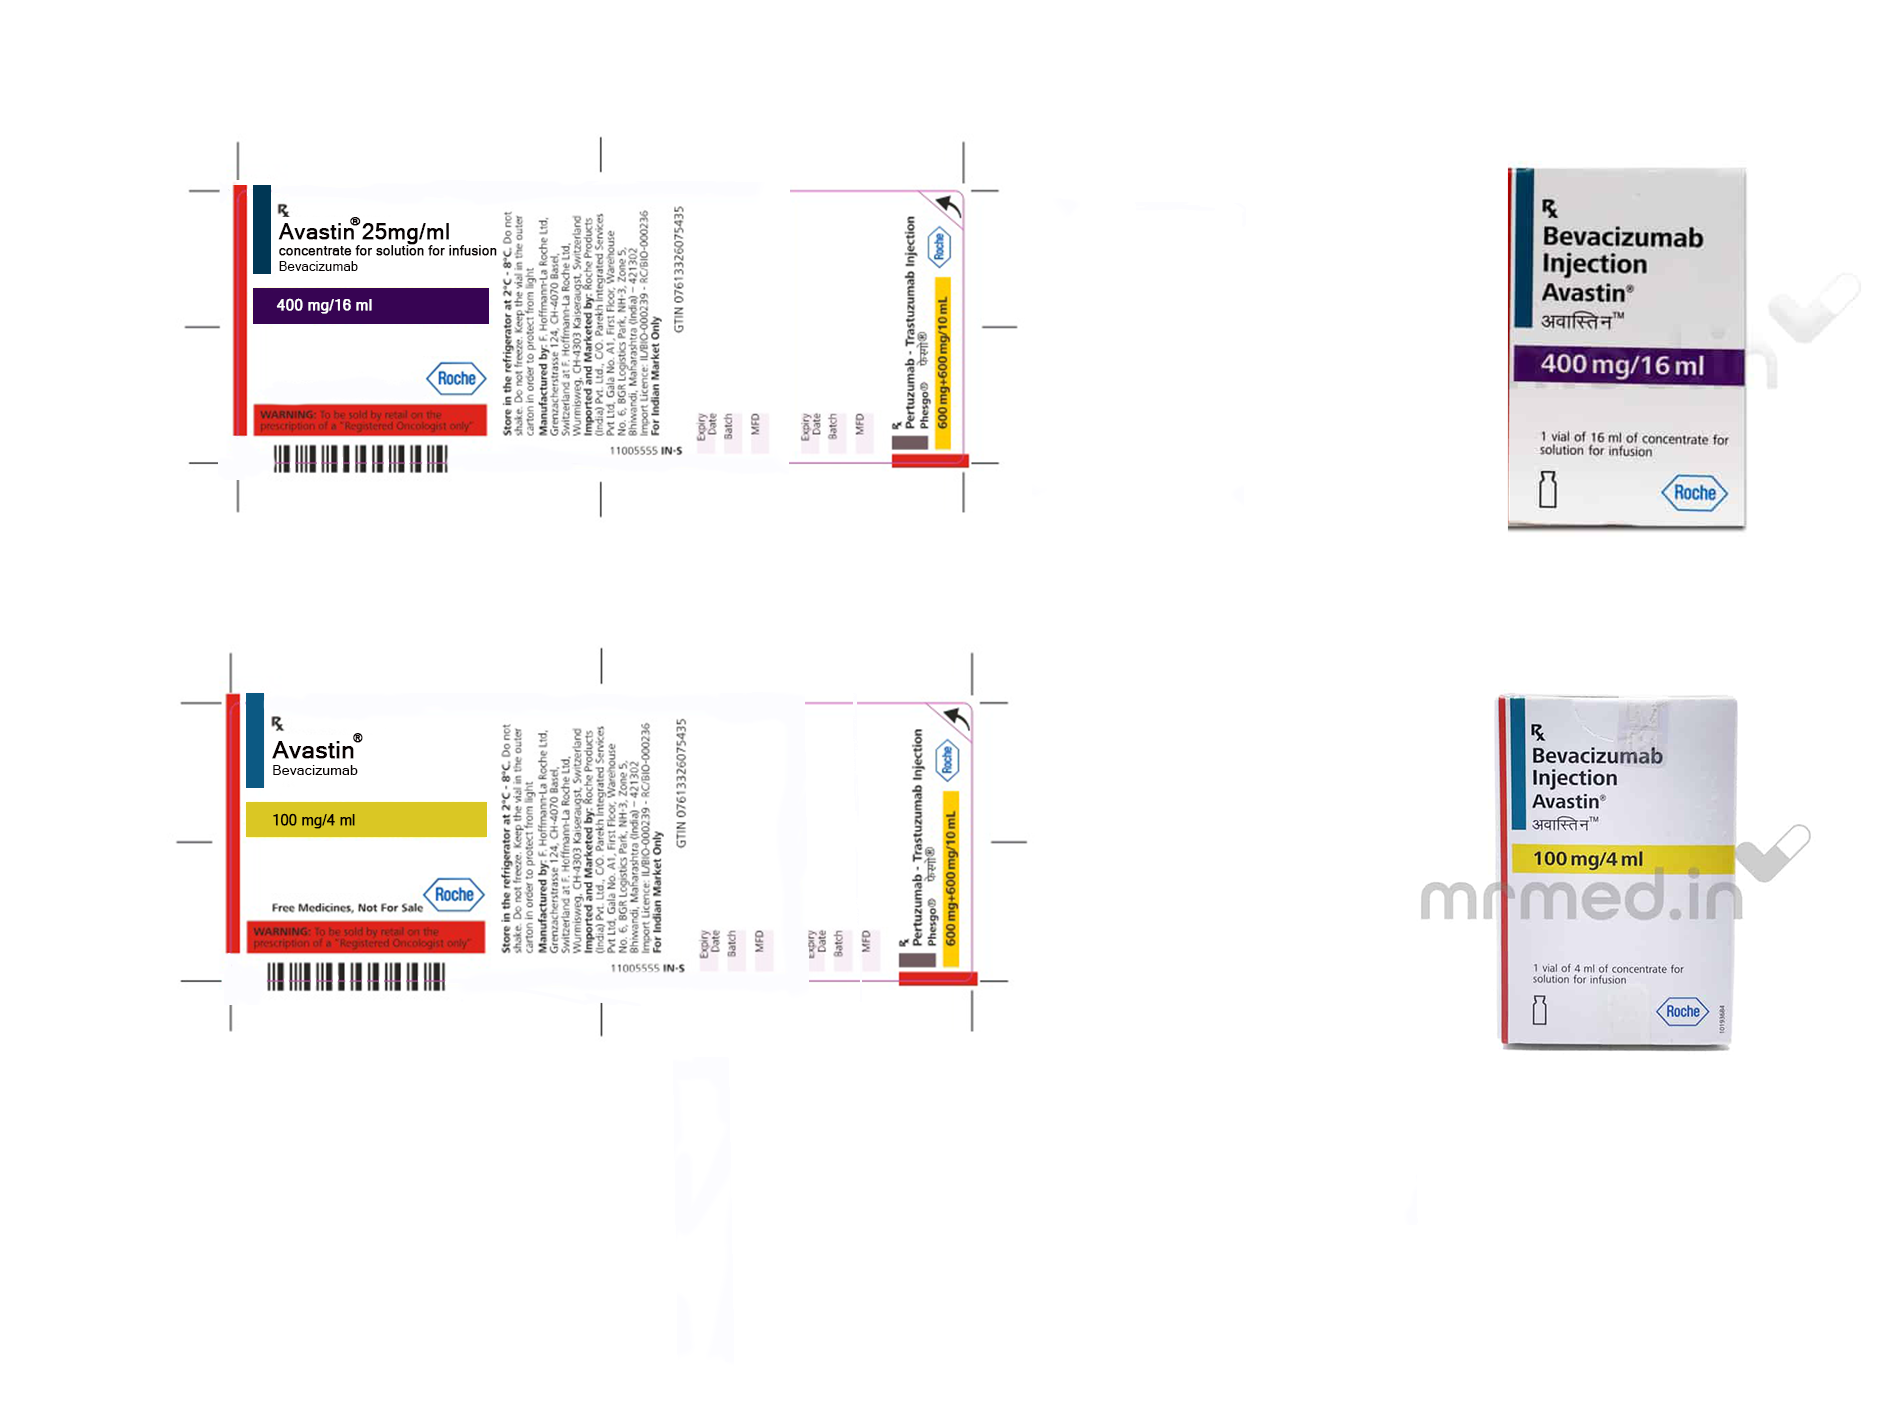 Rx
Avastin® 25mg/ml
concentrate for solution for infusion
Bevacizumab
400 mg/16 ml
Roche
WARNING: To be sold by retail on the
prescription of a "Registered Oncologist only"
Store in the refrigerator at 2°C - 8°C. Do not
shake. Do not freeze. Keep the vial in the outer
carton in order to protect from light
Manufactured by: F. Hoffmann-La Roche Ltd,
Grenzacherstrasse 124, CH-4070 Basel,
Switzerland at F. Hoffmann-La Roche Ltd,
Wurmisweg, CH-4303 Kaiseraugst, Switzerland
Imported and Marketed by: Roche Products
(India) Pvt. Ltd., C/O. Parekh Integrated Services
Pvt Ltd, Gala No. A1, First Floor, Warehouse
No. 6, BGR Logistics Park, NH-3, Zone 5,
Bhiwandi, Maharashtra (India) – 421302
Import Licence: IL/BIO-000239 - RC/BIO-000236
For Indian Market Only
GTIN 07613326075435
11005555 IN-S
Expiry
Date
Batch
MFD
Expiry
Date
Batch
MFD
Rx
Pertuzumab - Trastuzumab Injection
Phesgo® फेस्गो®
600 mg+600 mg/10 mL
Roche
Rx
Bevacizumab
Injection
Avastin®
अवास्तिन™
400 mg/16 ml
1 vial of 16 ml of concentrate for
solution for infusion
Roche
Rx
Avastin®
Bevacizumab
100 mg/4 ml
Free Medicines, Not For Sale
Roche
WARNING: To be sold by retail on the
prescription of a "Registered Oncologist only"
Store in the refrigerator at 2°C - 8°C. Do not
shake. Do not freeze. Keep the vial in the outer
carton in order to protect from light
Manufactured by: F. Hoffmann-La Roche Ltd,
Grenzacherstrasse 124, CH-4070 Basel,
Switzerland at F. Hoffmann-La Roche Ltd,
Wurmisweg, CH-4303 Kaiseraugst, Switzerland
Imported and Marketed by: Roche Products
(India) Pvt. Ltd., C/O. Parekh Integrated Services
Pvt Ltd, Gala No. A1, First Floor, Warehouse
No. 6, BGR Logistics Park, NH-3, Zone 5,
Bhiwandi, Maharashtra (India) – 421302
Import Licence: IL/BIO-000239 - RC/BIO-000236
For Indian Market Only
GTIN 07613326075435
11005555 IN-S
Expiry
Date
Batch
MFD
Expiry
Date
Batch
MFD
Rx
Pertuzumab - Trastuzumab Injection
Phesgo® फेस्गो®
600 mg+600 mg/10 mL
Roche
Rx
Bevacizumab
Injection
Avastin®
अवास्तिन™
100 mg/4 ml
mrmed.in
1 vial of 4 ml of concentrate for
solution for infusion
Roche
10193684